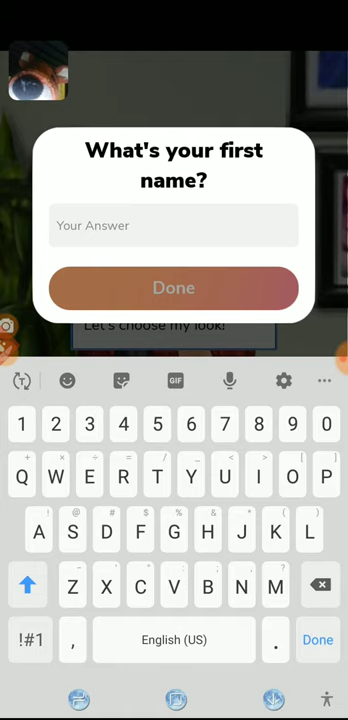 What's your first
name?
Your Answer
Done
Let's choose my look!
GIF
1 2 3 4 5 6 7 8 9 0
+ × ÷ = / _ < > [ ]
Q W E R T Y U I O P
! @ # $ % ^ & * ( )
A S D F G H J K L
- ' " : ; , ?
Z X C V B N M
!#1 , English (US) . Done